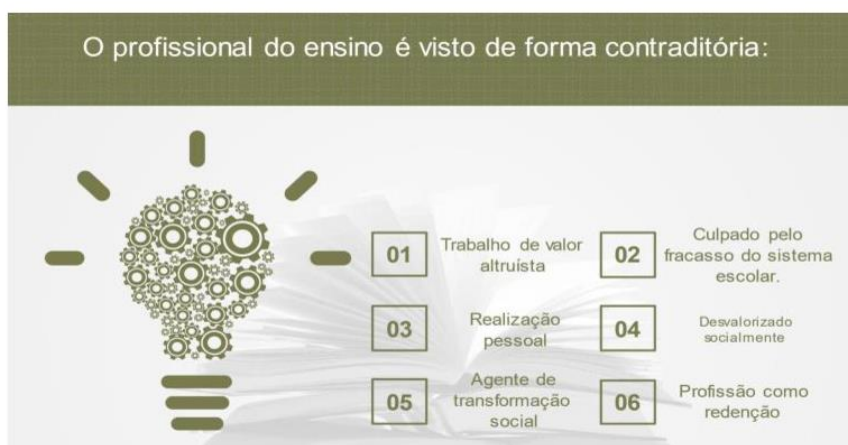 O profissional do ensino é visto de forma contraditória:
01
Trabalho de valor
altruísta
02
Culpado pelo
fracasso do sistema
escolar.
03
Realização
pessoal
04
Desvalorizado
socialmente
05
Agente de
transformação
social
06
Profissão como
redenção